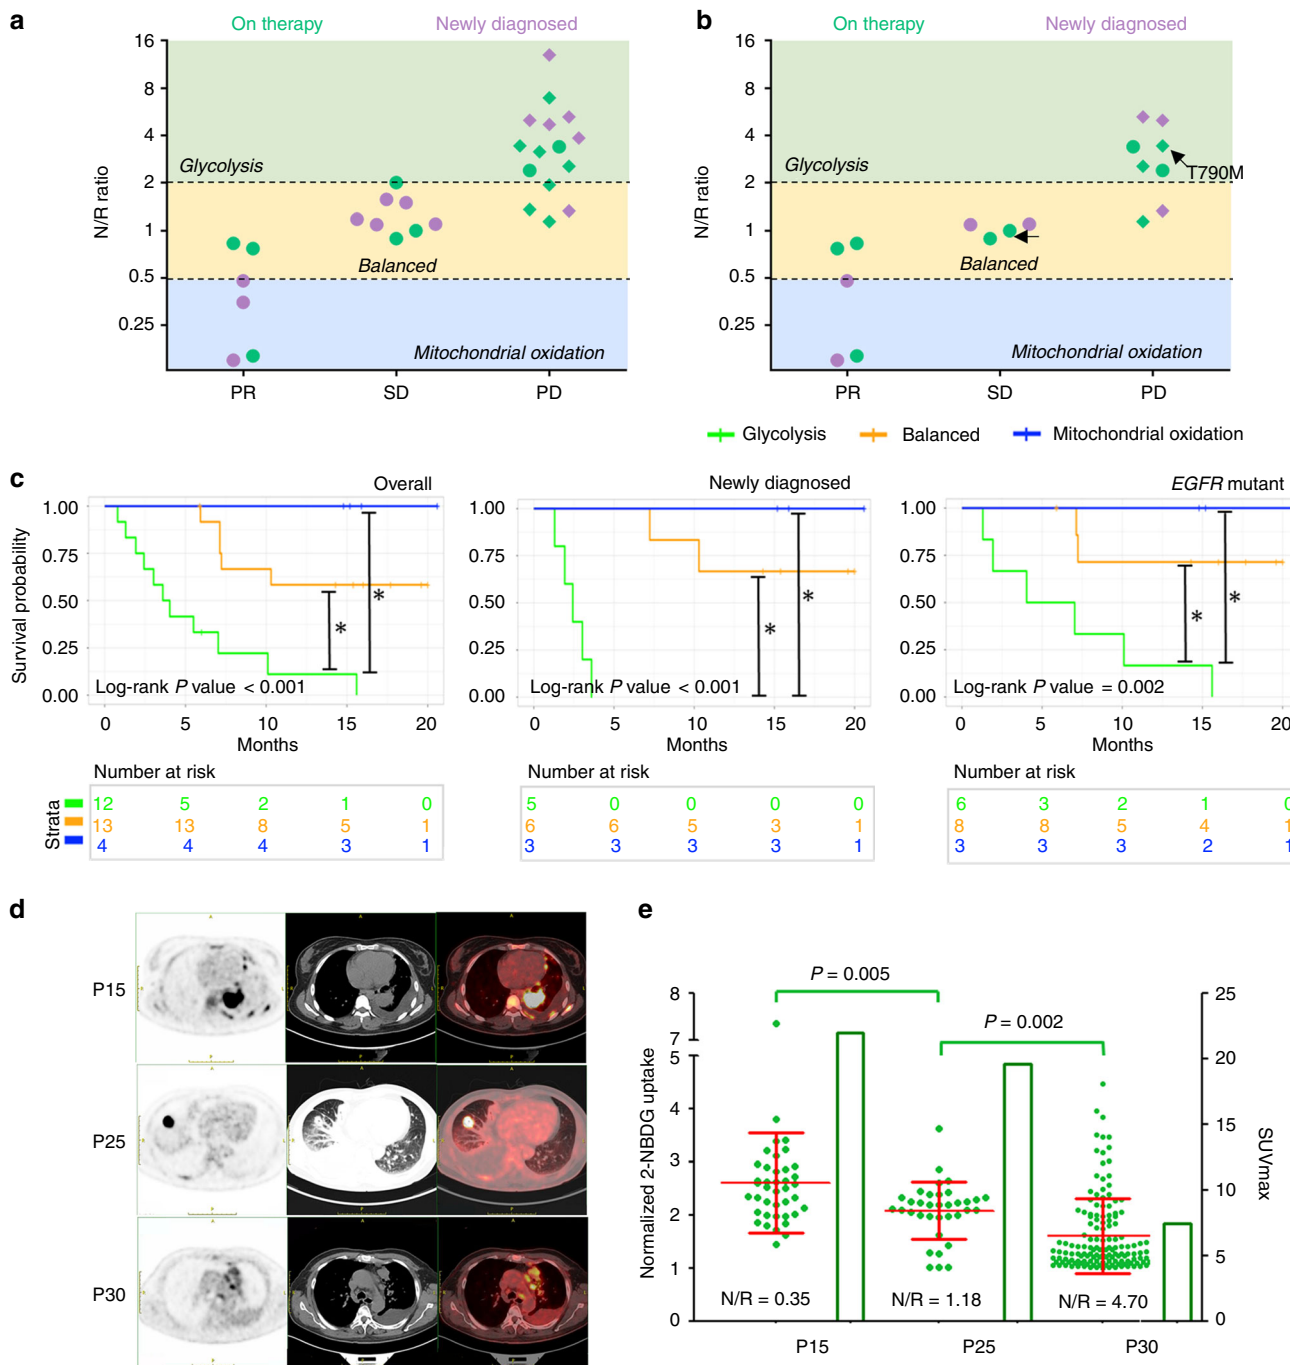 a
On therapy
Newly diagnosed
16
8
4
2
1
0.5
0.25
N/R ratio
Glycolysis
Balanced
Mitochondrial oxidation
PR
SD
PD
b
On therapy
Newly diagnosed
16
8
4
2
1
0.5
0.25
N/R ratio
Glycolysis
T790M
Balanced
Mitochondrial oxidation
PR
SD
PD
Glycolysis
Balanced
Mitochondrial oxidation
c
Survival probability
Overall
1.00
0.75
0.50
0.25
0.00
*
*
Log-rank P value < 0.001
0 5 10 15 20
Months
Newly diagnosed
1.00
0.75
0.50
0.25
0.00
*
*
Log-rank P value < 0.001
0 5 10 15 20
Months
EGFR mutant
1.00
0.75
0.50
0.25
0.00
*
*
Log-rank P value = 0.002
0 5 10 15 20
Months
Strata
Number at risk
12 5 2 1 0
13 13 8 5 1
4 4 4 3 1
Number at risk
5 0 0 0 0
6 6 5 3 1
3 3 3 3 1
Number at risk
6 3 2 1 0
8 8 5 4 1
3 3 3 2 1
d
P15
P25
P30
e
P = 0.005
P = 0.002
8
7
5
4
3
2
1
0
Normalized 2-NBDG uptake
25
20
15
10
5
0
SUVmax
N/R = 0.35
N/R = 1.18
N/R = 4.70
P15
P25
P30